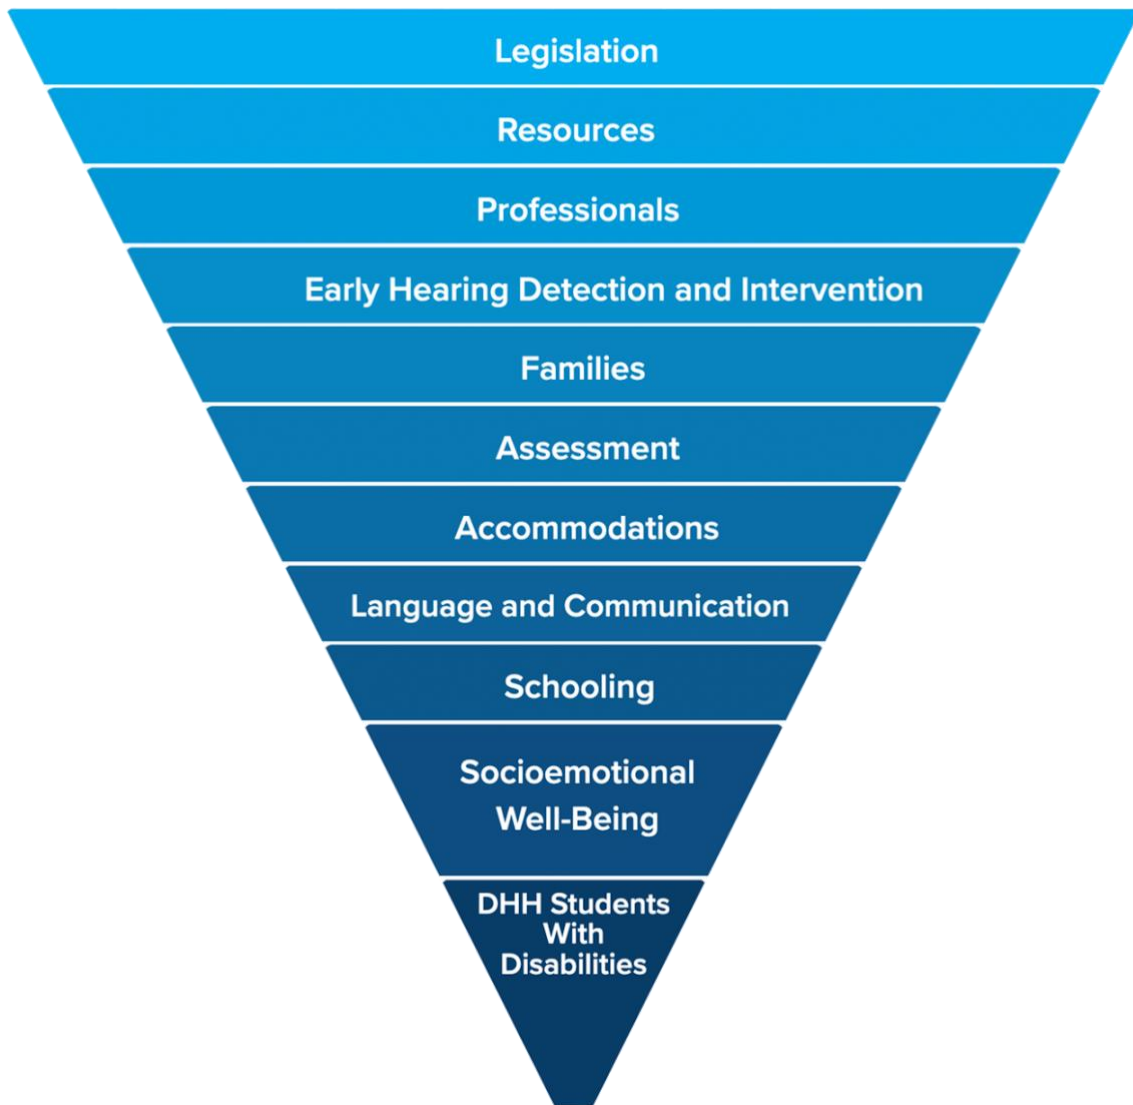 Legislation
Resources
Professionals
Early Hearing Detection and Intervention
Families
Assessment
Accommodations
Language and Communication
Schooling
Socioemotional
Well-Being
DHH Students
With
Disabilities